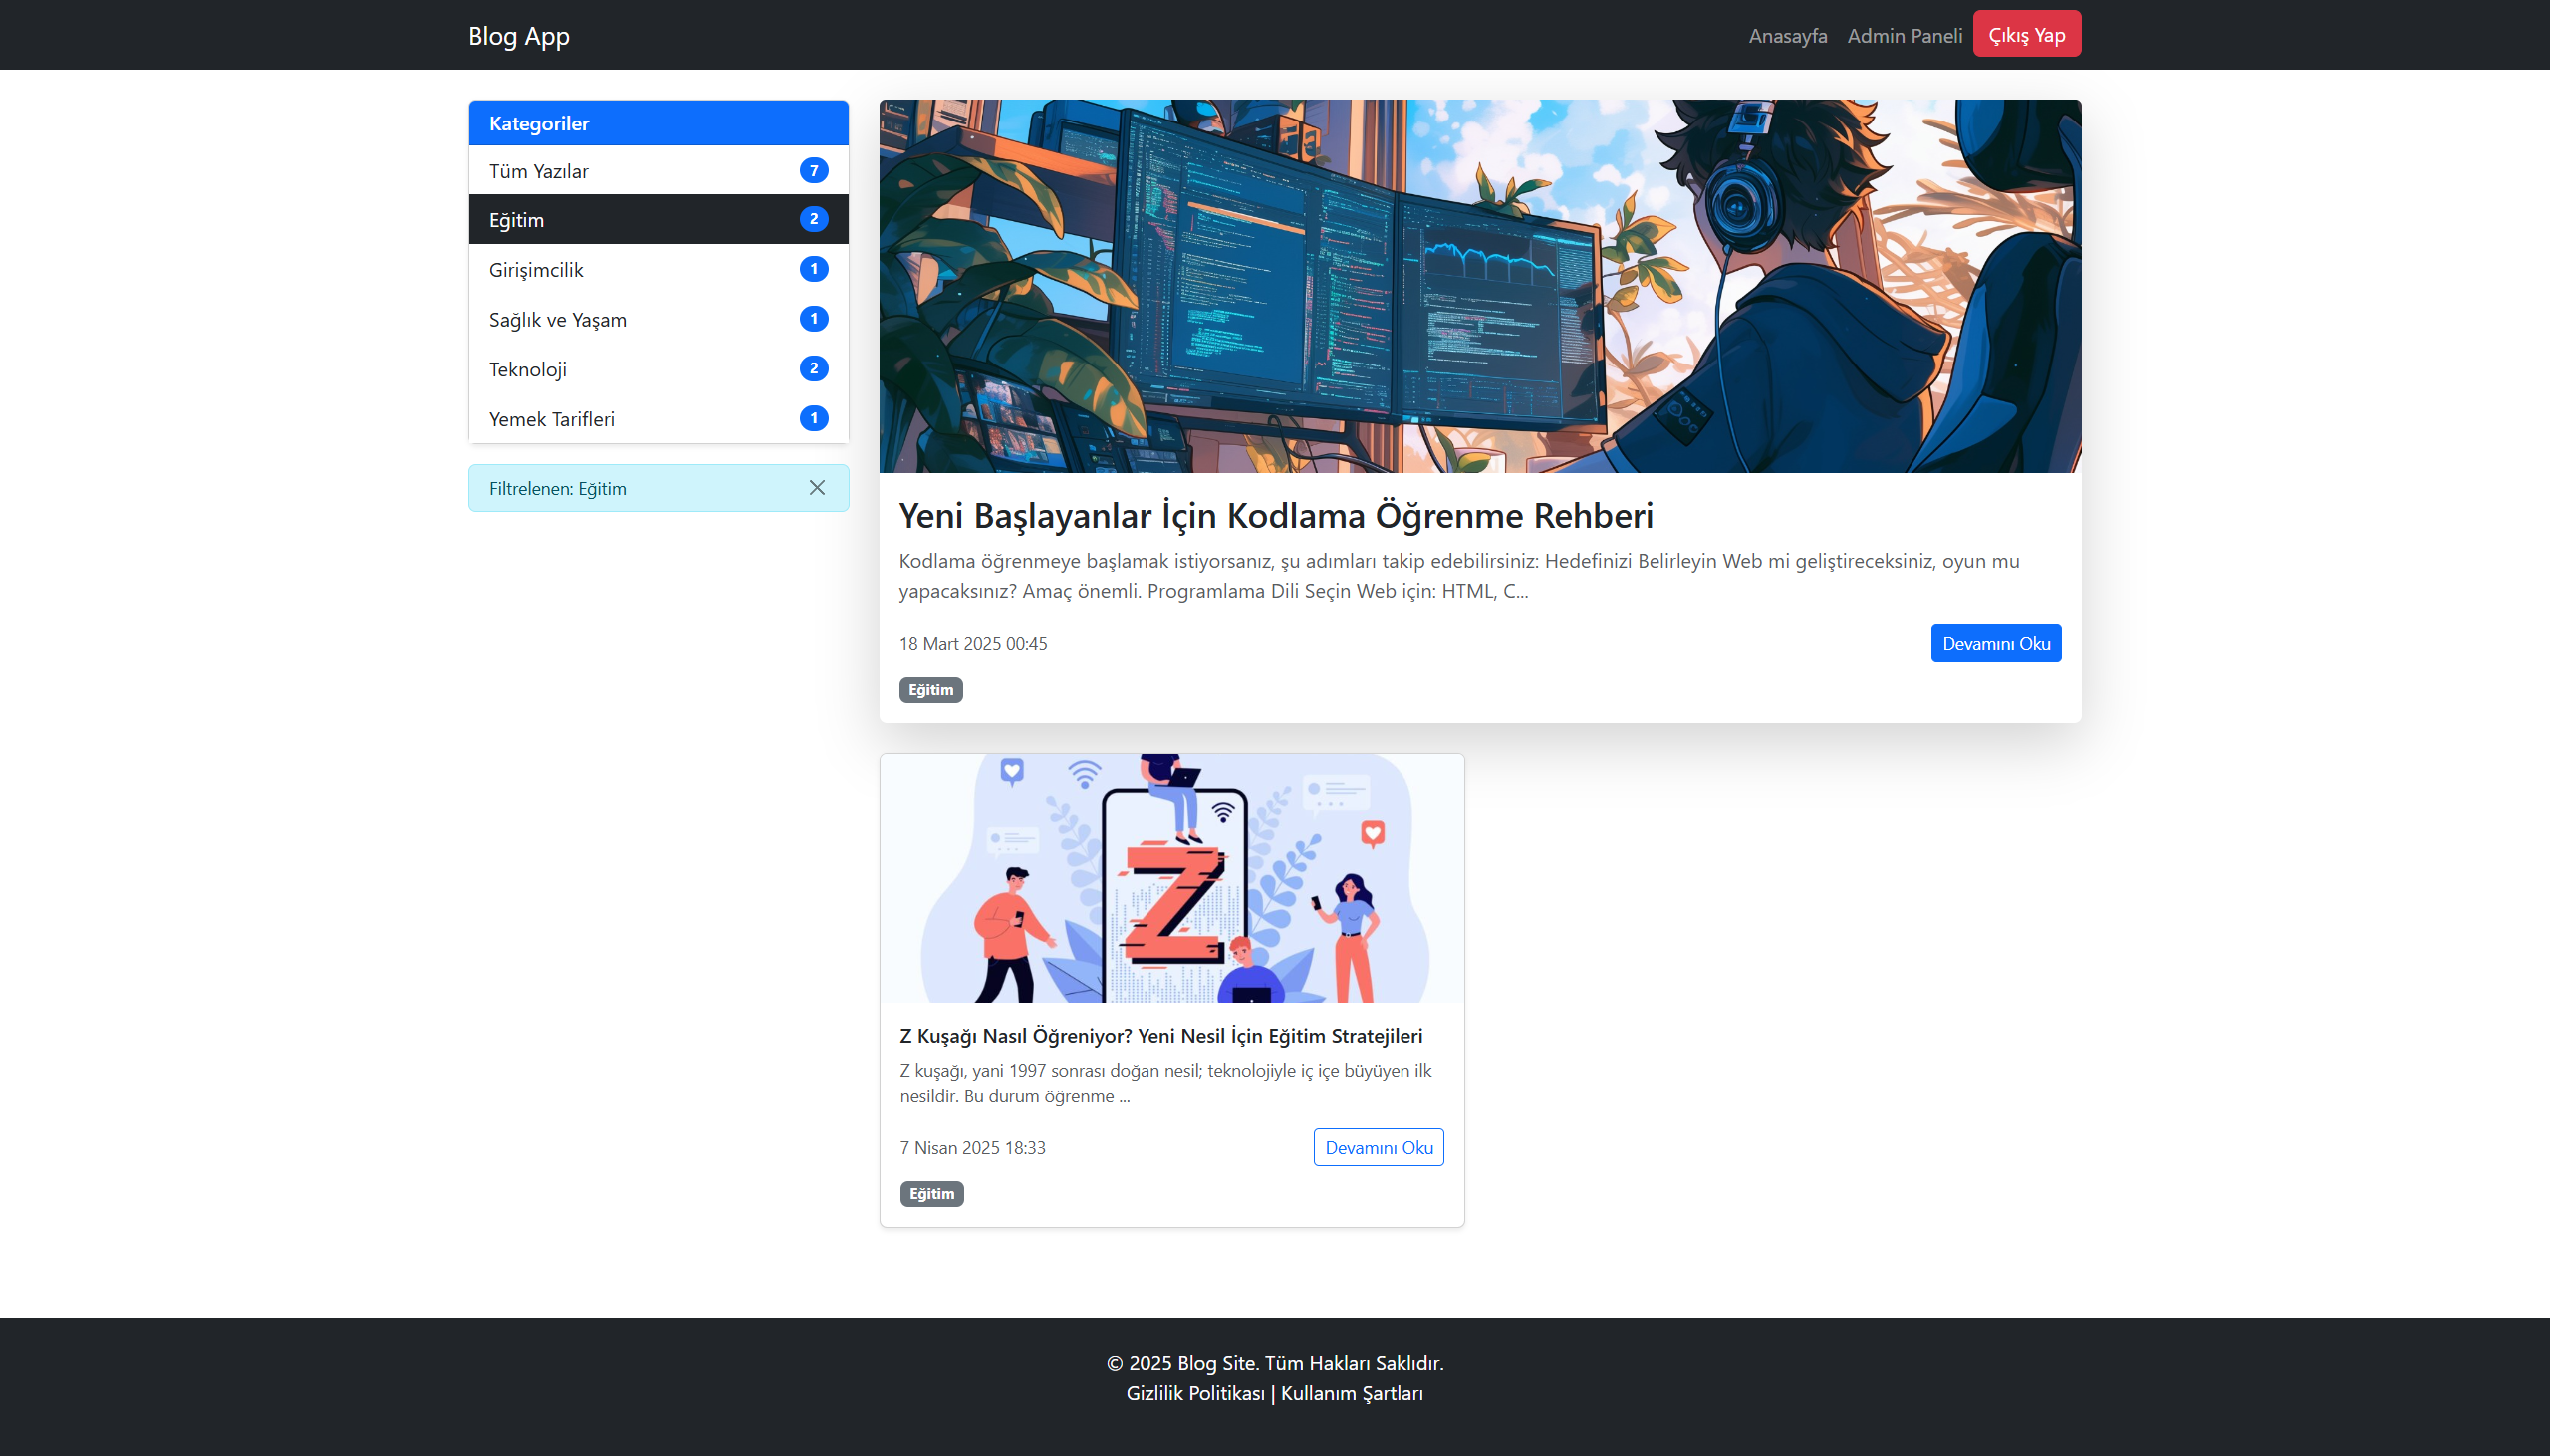 Blog App
Anasayfa
Admin Paneli
Çıkış Yap
Kategoriler
Tüm Yazılar 7
Eğitim 2
Girişimcilik 1
Sağlık ve Yaşam 1
Teknoloji 2
Yemek Tarifleri 1
Filtrelenen: Eğitim
Yeni Başlayanlar İçin Kodlama Öğrenme Rehberi
Kodlama öğrenmeye başlamak istiyorsanız, şu adımları takip edebilirsiniz: Hedefinizi Belirleyin Web mi geliştireceksiniz, oyun mu
yapacaksınız? Amaç önemli. Programlama Dili Seçin Web için: HTML, C...
18 Mart 2025 00:45
Devamını Oku
Eğitim
Z
Z Kuşağı Nasıl Öğreniyor? Yeni Nesil İçin Eğitim Stratejileri
Z kuşağı, yani 1997 sonrası doğan nesil; teknolojiyle iç içe büyüyen ilk
nesildir. Bu durum öğrenme ...
7 Nisan 2025 18:33
Devamını Oku
Eğitim
© 2025 Blog Site. Tüm Hakları Saklıdır.
Gizlilik Politikası | Kullanım Şartları